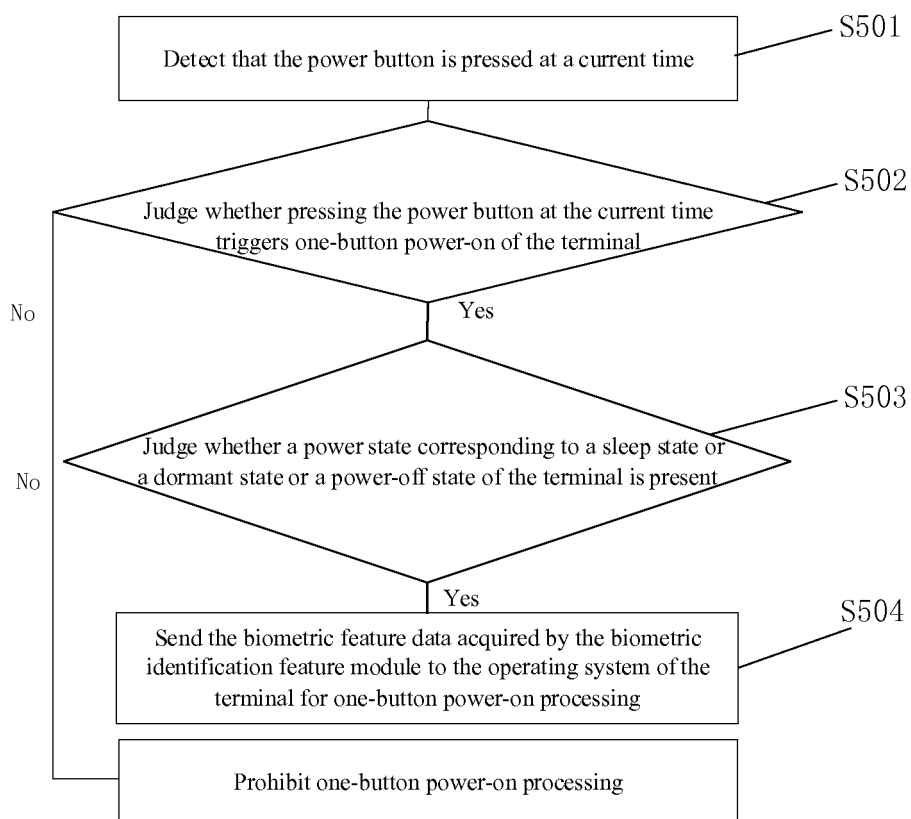 S501
Detect that the power button is pressed at a current time
S502
Judge whether pressing the power button at the current time
triggers one-button power-on of the terminal
No
Yes
S503
Judge whether a power state corresponding to a sleep state or
a dormant state or a power-off state of the terminal is present
No
Yes
S504
Send the biometric feature data acquired by the biometric
identification feature module to the operating system of the
terminal for one-button power-on processing
Prohibit one-button power-on processing